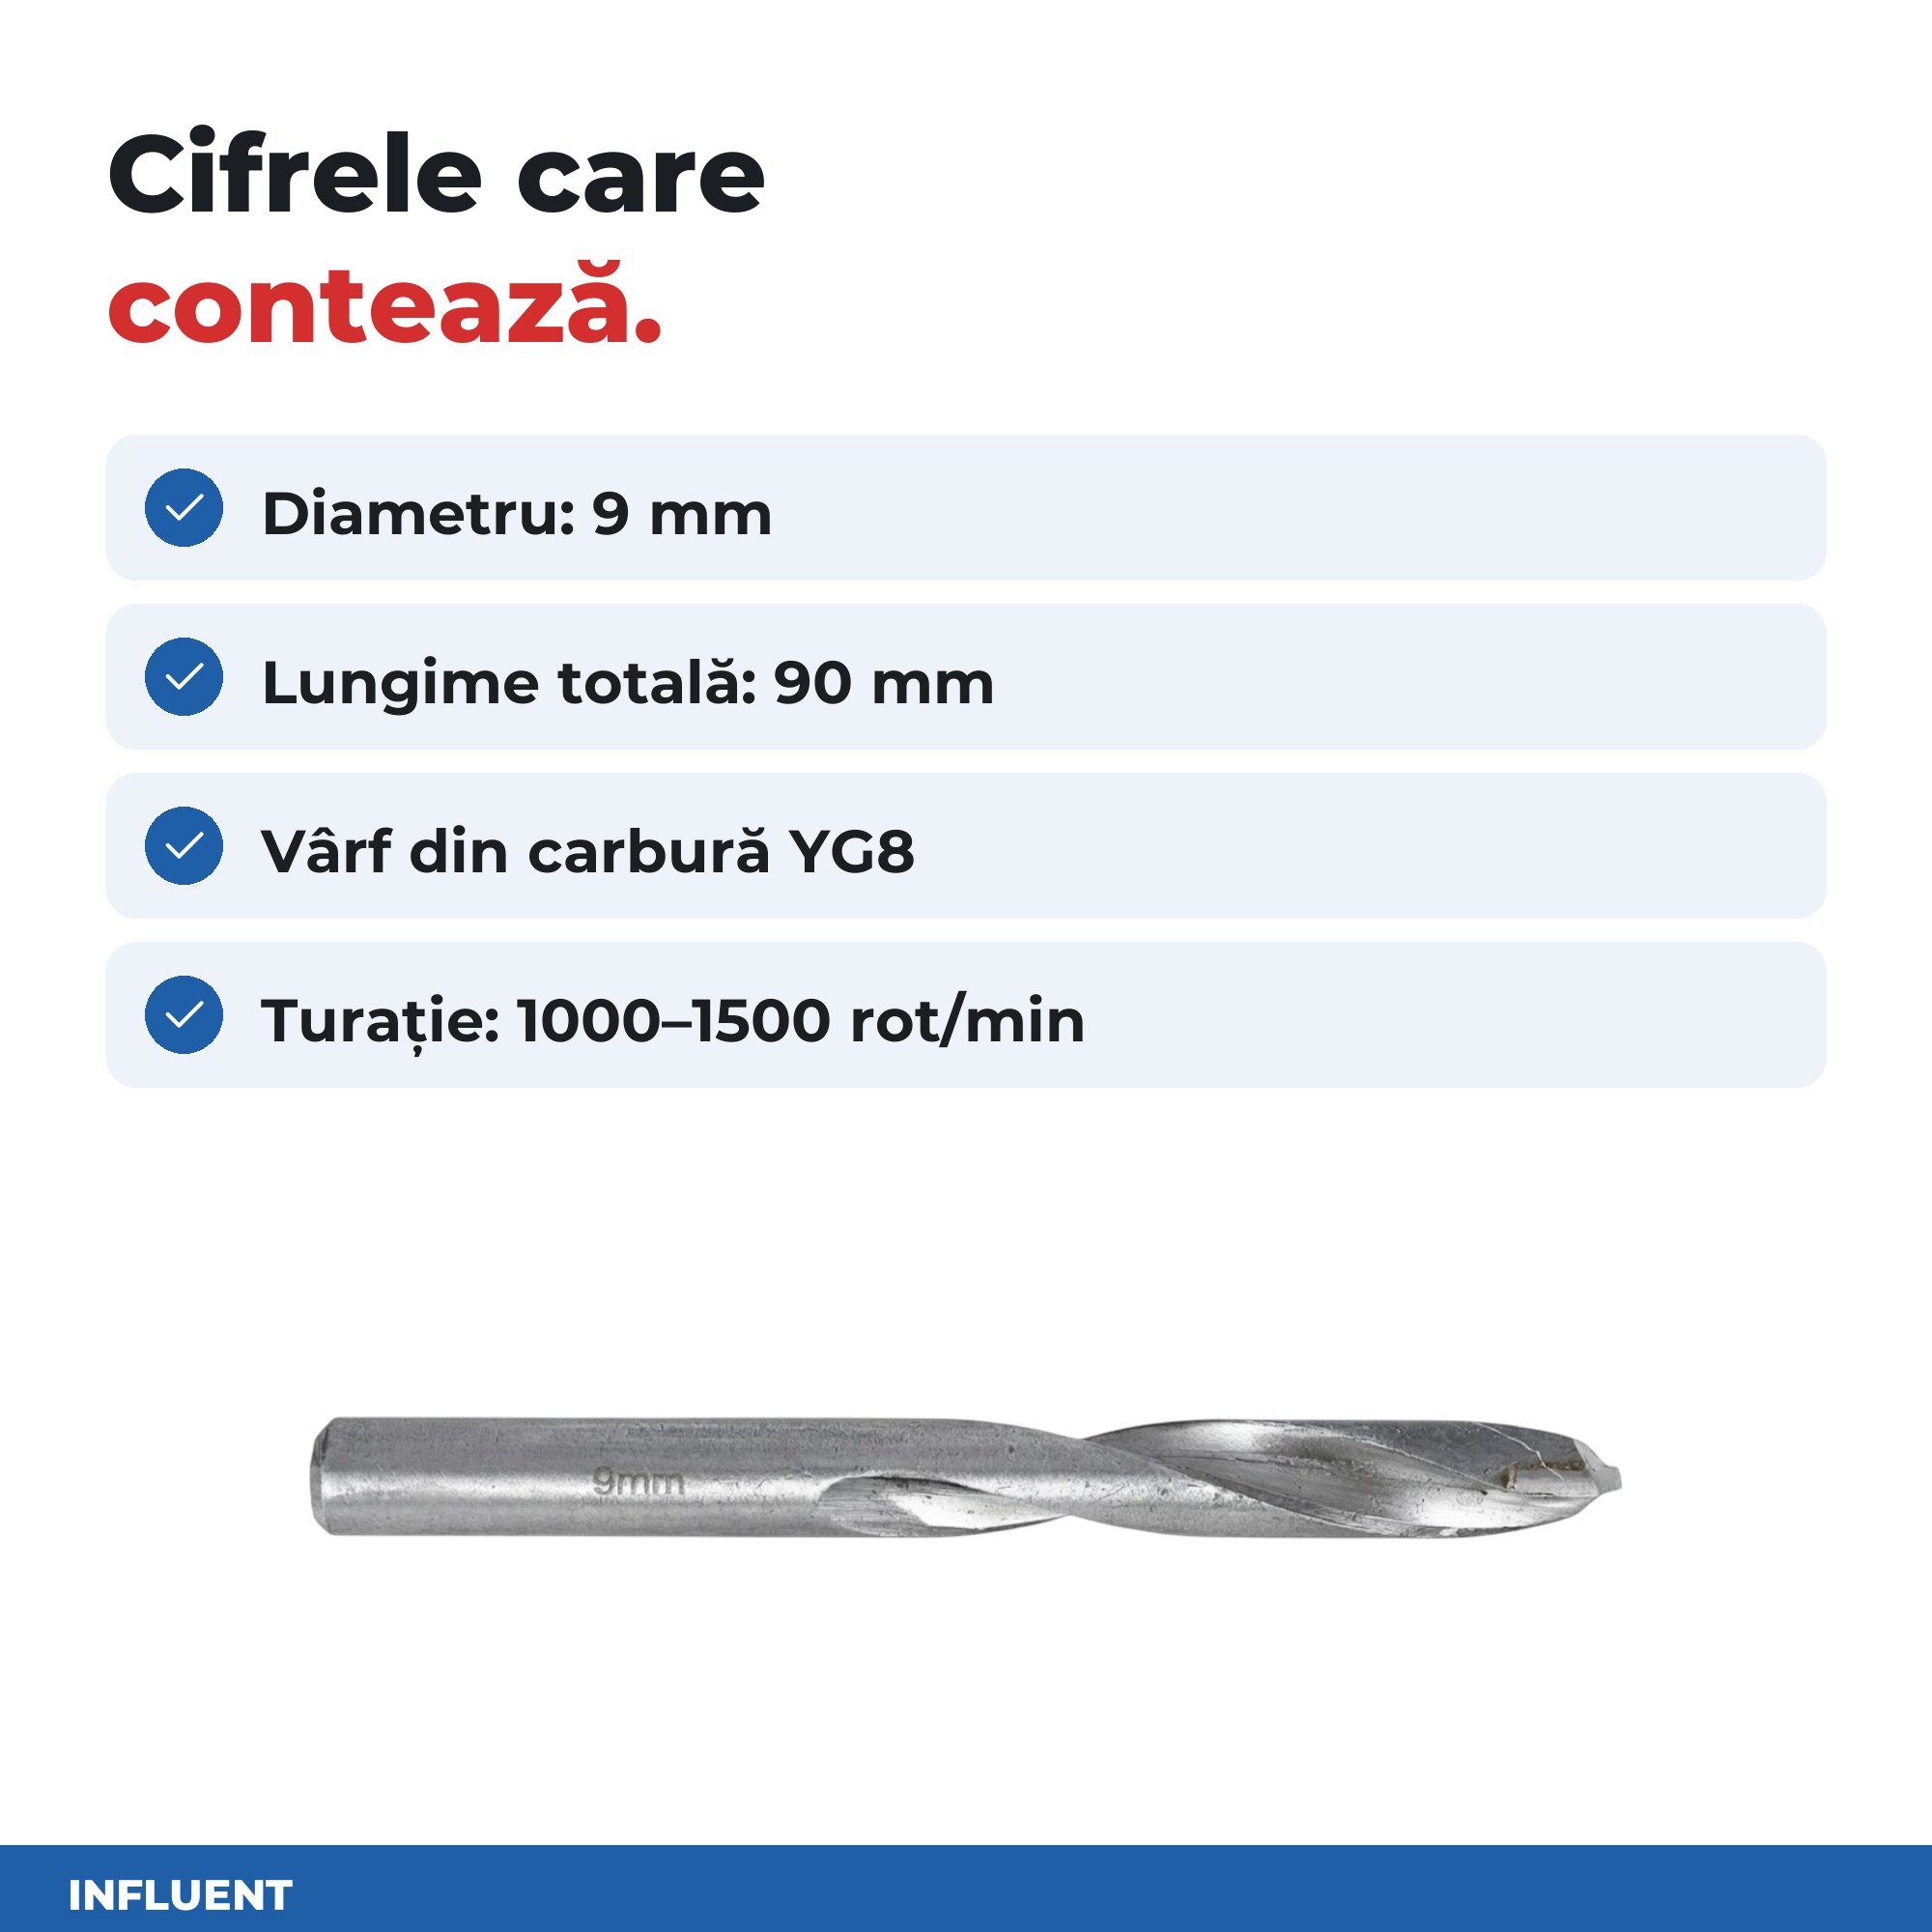 Cifrele care
contează.
Diametru: 9 mm
Lungime totală: 90 mm
Vârf din carbură YG8
Turație: 1000–1500 rot/min
9mm
INFLUENT